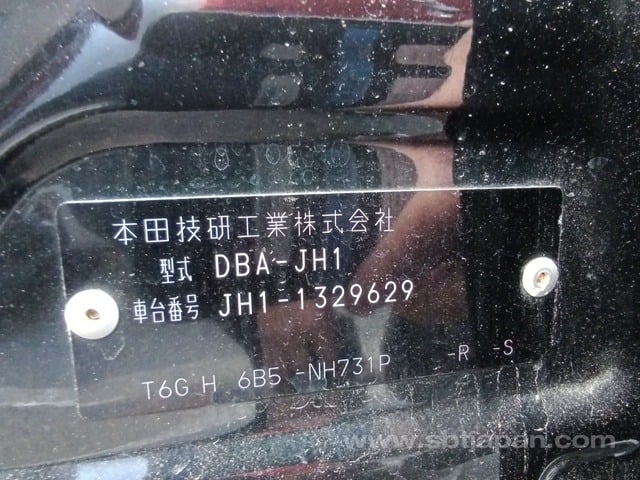 本田技研工業株式会社
型式 DBA-JH1
車台番号 JH1-1329629
T6G H 6B5 -NH731P -R -S
www.sbtjapan.com